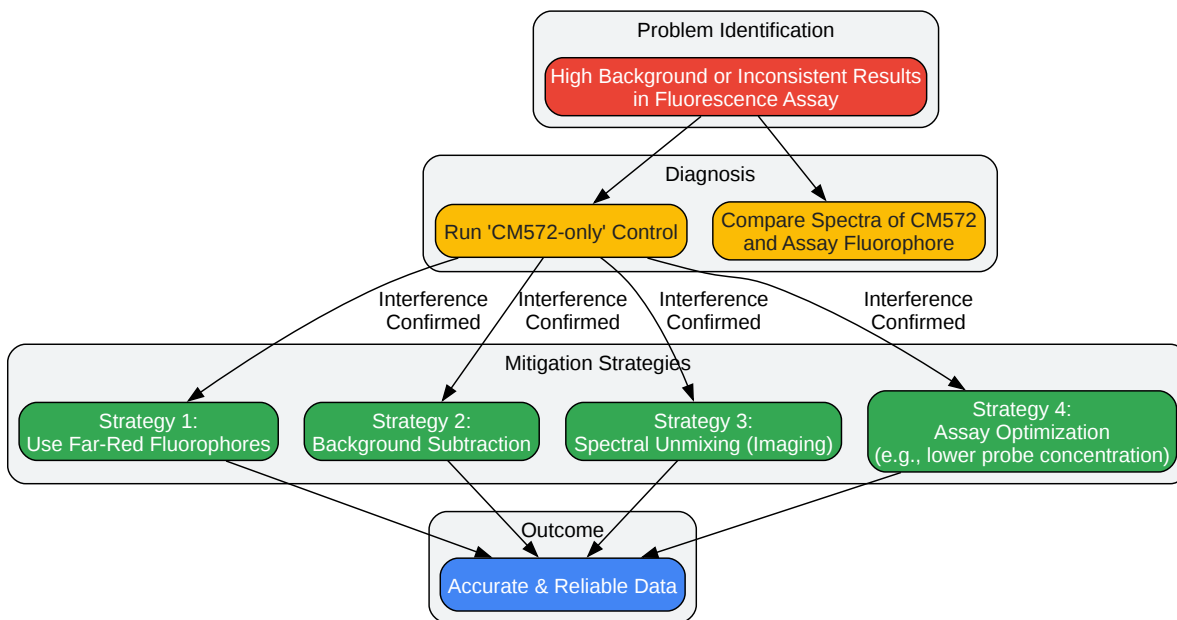 Problem Identification
High Background or Inconsistent Results
in Fluorescence Assay
Diagnosis
Run 'CM572-only' Control
Compare Spectra of CM572
and Assay Fluorophore
Interference
Confirmed
Interference
Confirmed
Interference
Confirmed
Interference
Confirmed
Mitigation Strategies
Strategy 1:
Use Far-Red Fluorophores
Strategy 2:
Background Subtraction
Strategy 3:
Spectral Unmixing (Imaging)
Strategy 4:
Assay Optimization
(e.g., lower probe concentration)
Outcome
Accurate & Reliable Data